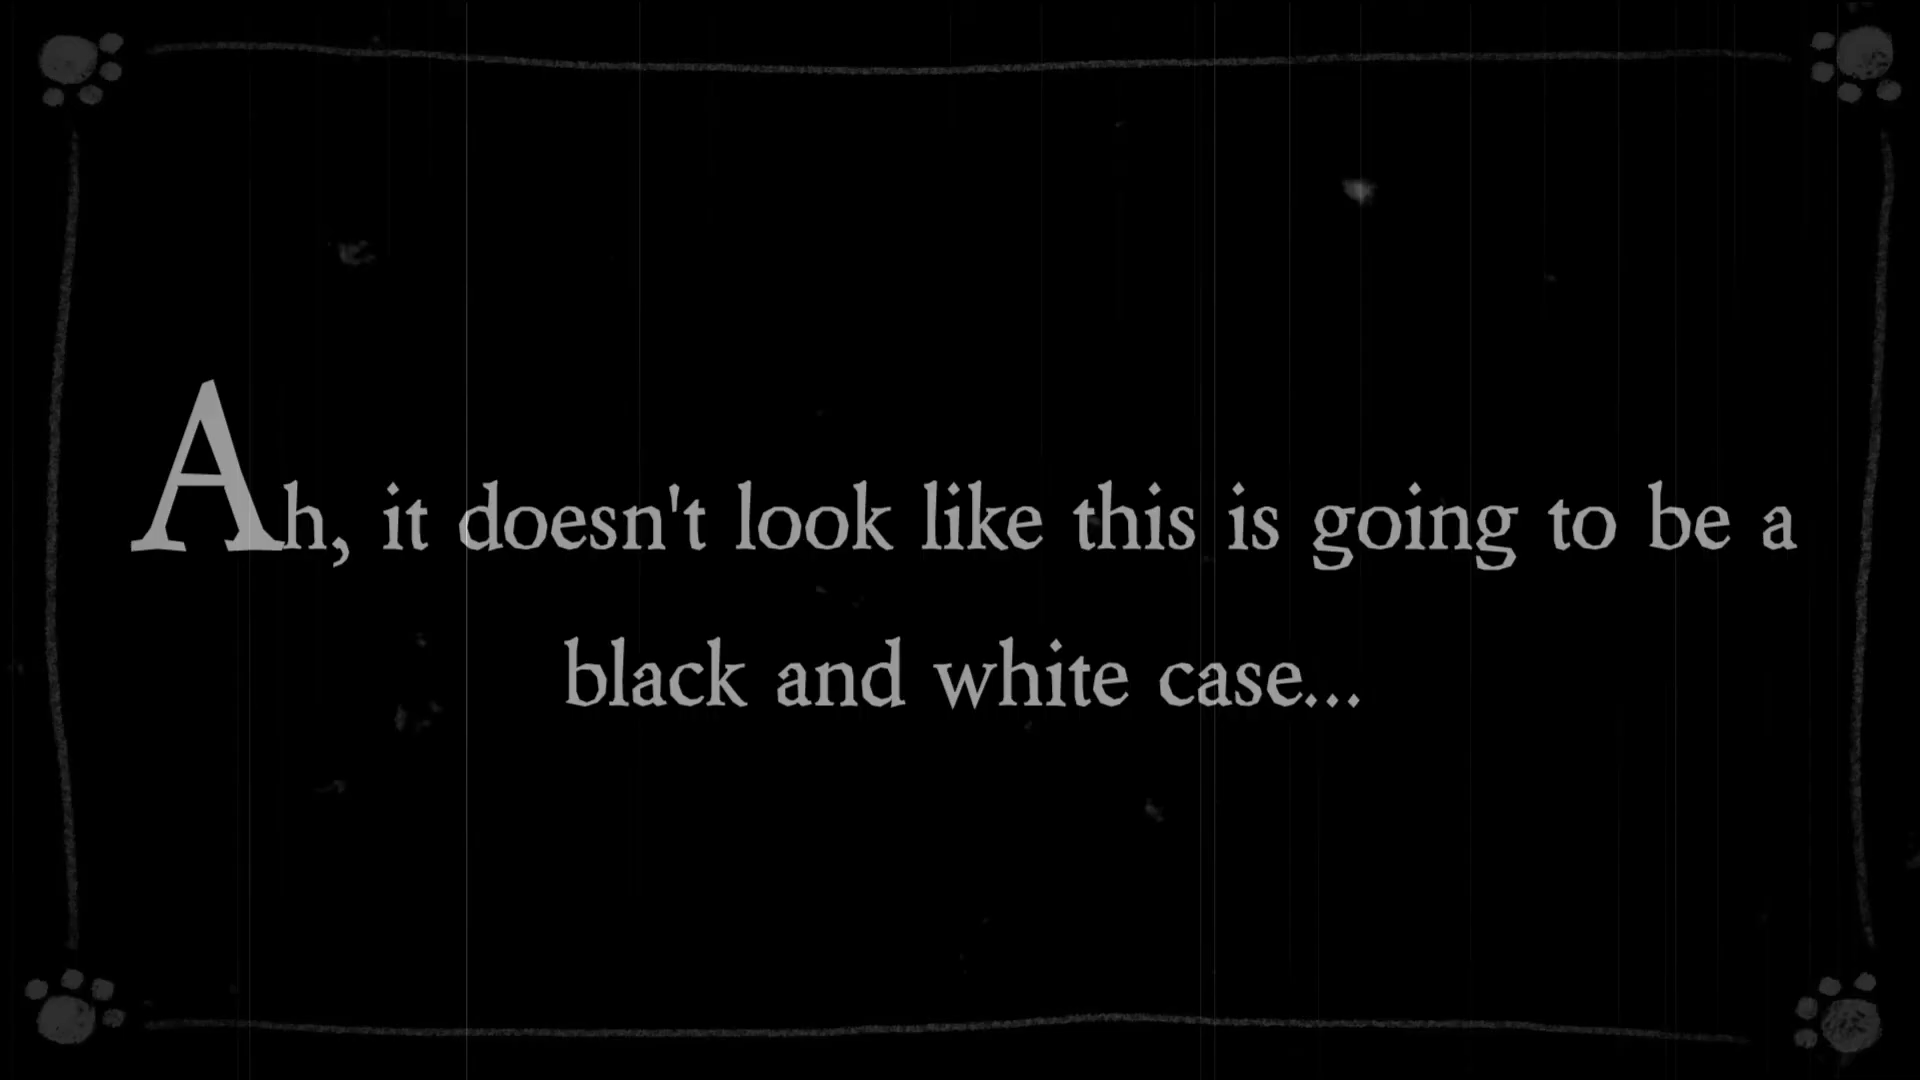 Ah, it doesn't look like this is going to be a
black and white case...